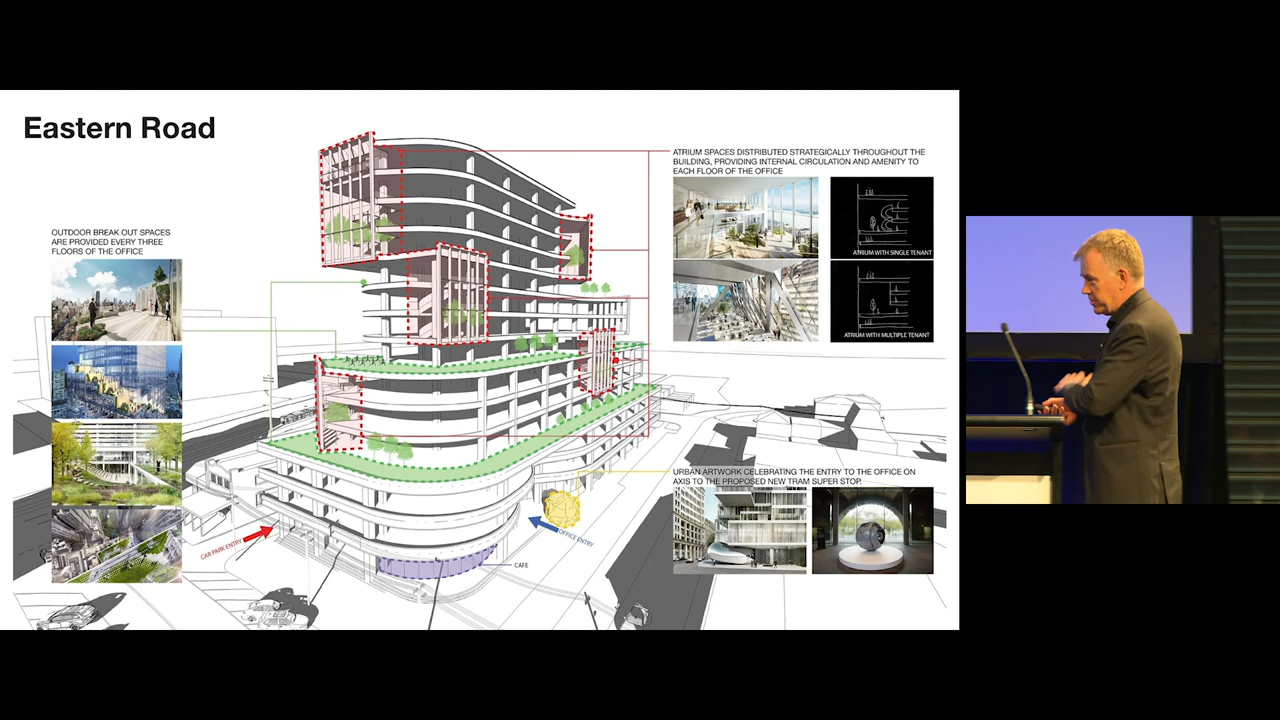 Eastern Road
OUTDOOR BREAK OUT SPACES
ARE PROVIDED EVERY THREE
FLOORS OF THE OFFICE
ATRIUM SPACES DISTRIBUTED STRATEGICALLY THROUGHOUT THE
BUILDING, PROVIDING INTERNAL CIRCULATION AND AMENITY TO
EACH FLOOR OF THE OFFICE
ATRIUM WITH SINGLE TENANT
ATRIUM WITH MULTIPLE TENANT
URBAN ARTWORK CELEBRATING THE ENTRY TO THE OFFICE ON
AXIS TO THE PROPOSED NEW TRAM SUPER STOP.
CAR PARK ENTRY
OFFICE ENTRY
CAFE